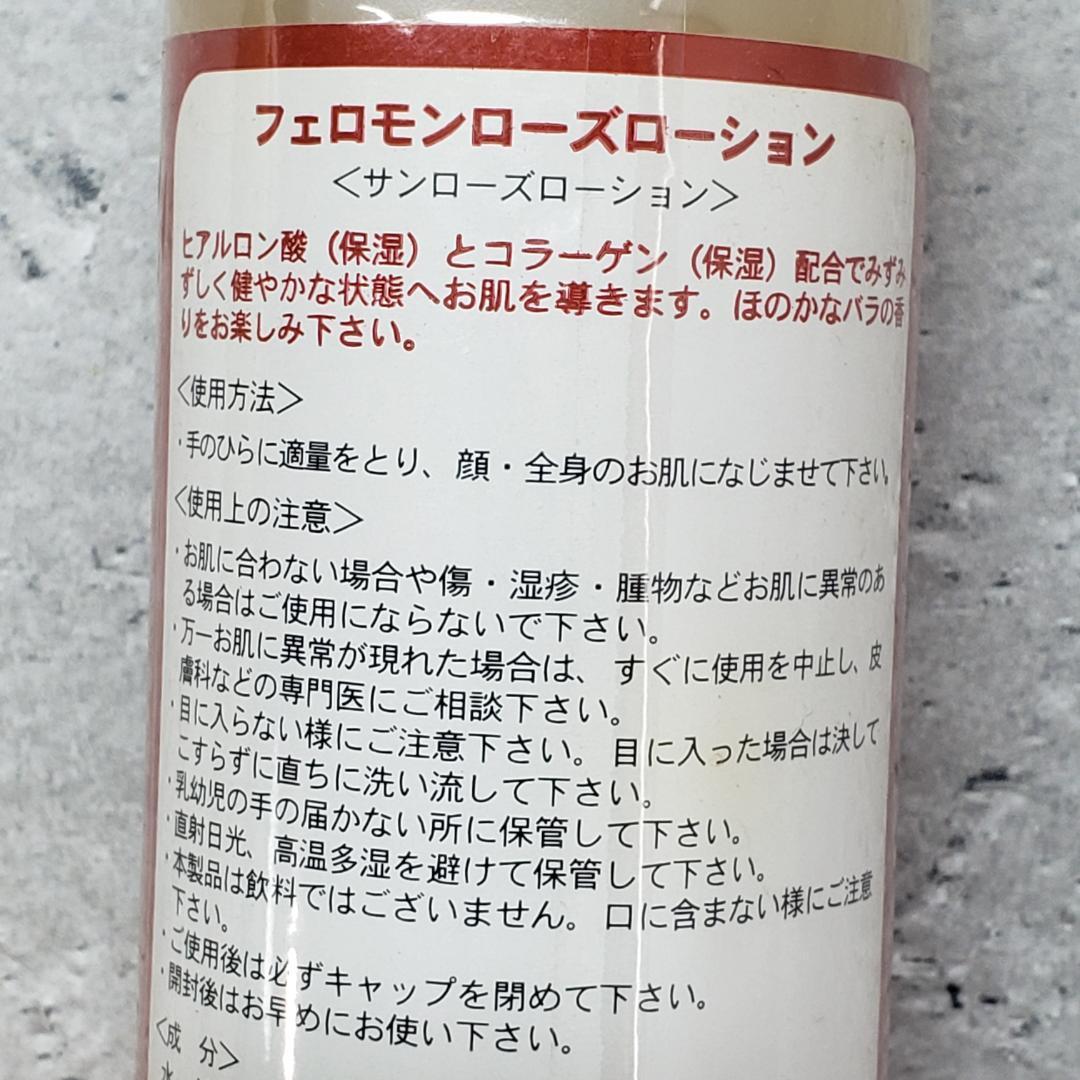 フェロモンローズローション
＜サンローズローション＞
ヒアルロン酸（保湿）とコラーゲン（保湿）配合でみずみ
ずしく健やかな状態へお肌を導きます。ほのかなバラの香
りをお楽しみ下さい。
＜使用方法＞
・手のひらに適量をとり、顔・全身のお肌になじませて下さい。
＜使用上の注意＞
・お肌に合わない場合や傷・湿疹・腫物などお肌に異常のあ
る場合はご使用にならないで下さい。
・万一お肌に異常が現れた場合は、すぐに使用を中止し、皮
膚科などの専門医にご相談下さい。
・目に入らない様にご注意下さい。目に入った場合は決して
こすらずに直ちに洗い流して下さい。
・乳幼児の手の届かない所に保管して下さい。
・直射日光、高温多湿を避けて保管して下さい。
・本製品は飲料ではございません。口に含まない様にご注意
下さい。
・ご使用後は必ずキャップを閉めて下さい。
・開封後はお早めにお使い下さい。
＜成　分＞